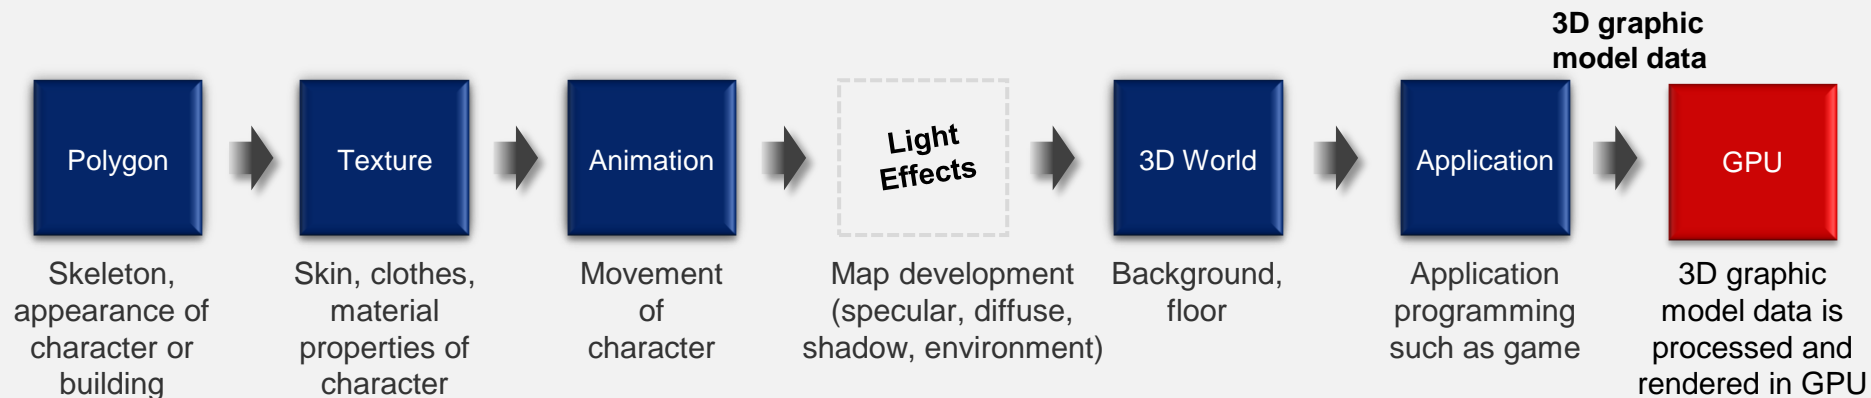 3D graphic
model data
Polygon
Texture
Animation
Light
Effects
3D World
Application
GPU
Skeleton,
appearance of
character or
building
Skin, clothes,
material
properties of
character
Movement
of
character
Map development
(specular, diffuse,
shadow, environment)
Background,
floor
Application
programming
such as game
3D graphic
model data is
processed and
rendered in GPU